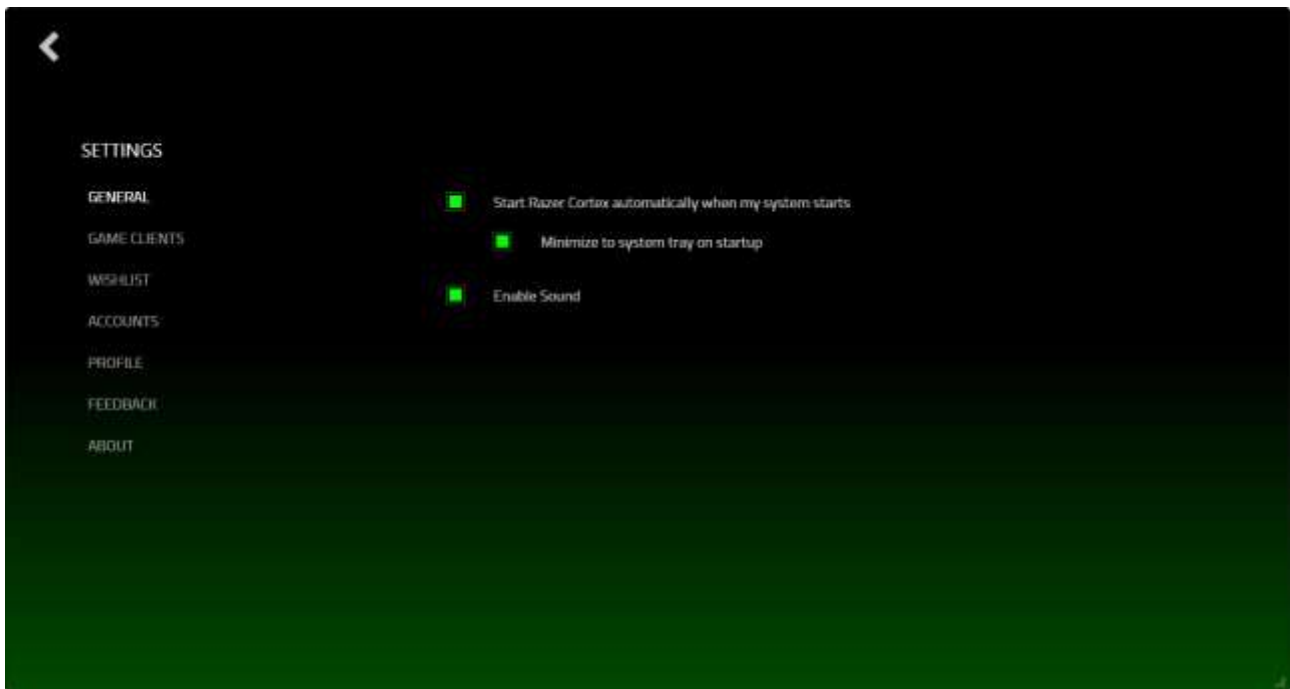 SETTINGS
GENERAL
GAME CLIENTS
WISHLIST
ACCOUNTS
PROFILE
FEEDBACK
ABOUT
Start Razer Cortex automatically when my system starts
Minimize to system tray on startup
Enable Sound